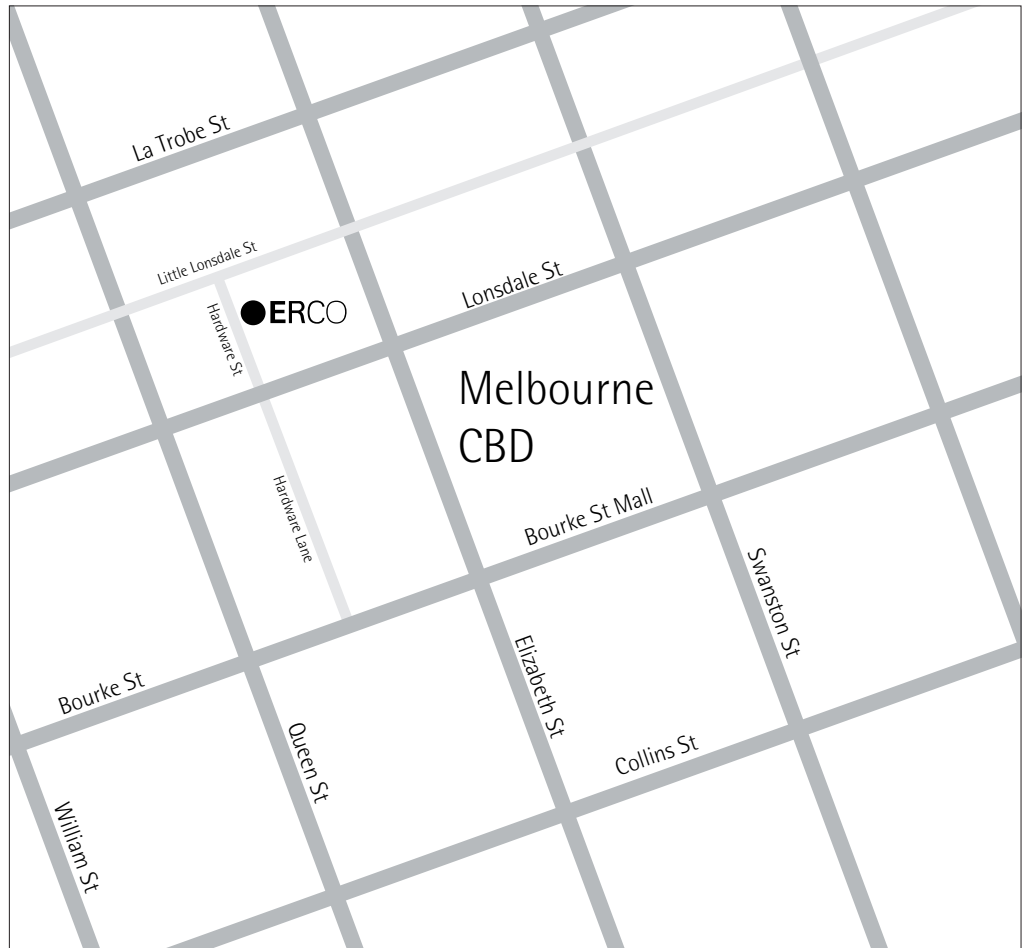 La Trobe St
Little Lonsdale St
Lonsdale St
Hardware St
ERCO
Melbourne
CBD
Hardware Lane
Bourke St Mall
Swanston St
Elizabeth St
Bourke St
Queen St
Collins St
William St